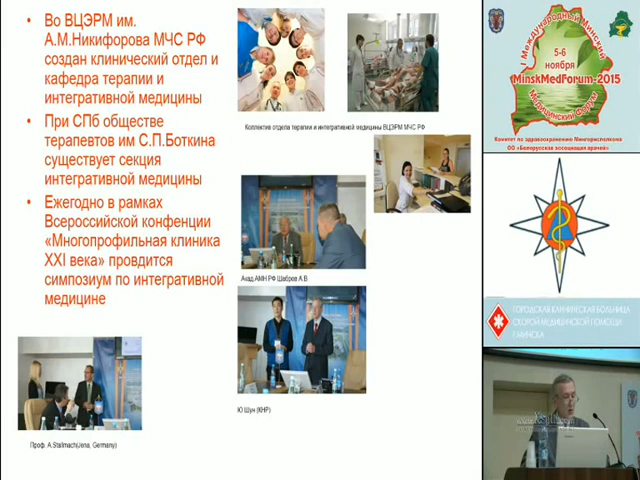 • Во ВЦЭРМ им.
А.М.Никифорова МЧС РФ
создан клинический отдел и
кафедра терапии и
интегративной медицины
• При СПб обществе
терапевтов им С.П.Боткина
существует секция
интегративной медицины
• Ежегодно в рамках
Всероссийской конфенции
«Многопрофильная клиника
XXI века» провдится
симпозиум по интегративной
медицине
Коллектив отдела терапии и интегративной медицины ВЦЭРМ МЧС РФ
Акад.АМН РФ Шабров А.В.
Ю Шун (КНР)
Проф. A.Stallmach(Jena, Germany)
I Международный Минский
5-6
ноября
MinskMedForum-2015
Медицинский Форум
Комитет по здравоохранения Мингорисполкома
ОО «Белорусская ассоциация врачей»
ГОРОДСКАЯ КЛИНИЧЕСКАЯ БОЛЬНИЦА
СКОРОЙ МЕДИЦИНСКОЙ ПОМОЩИ
Г.МИНСКА